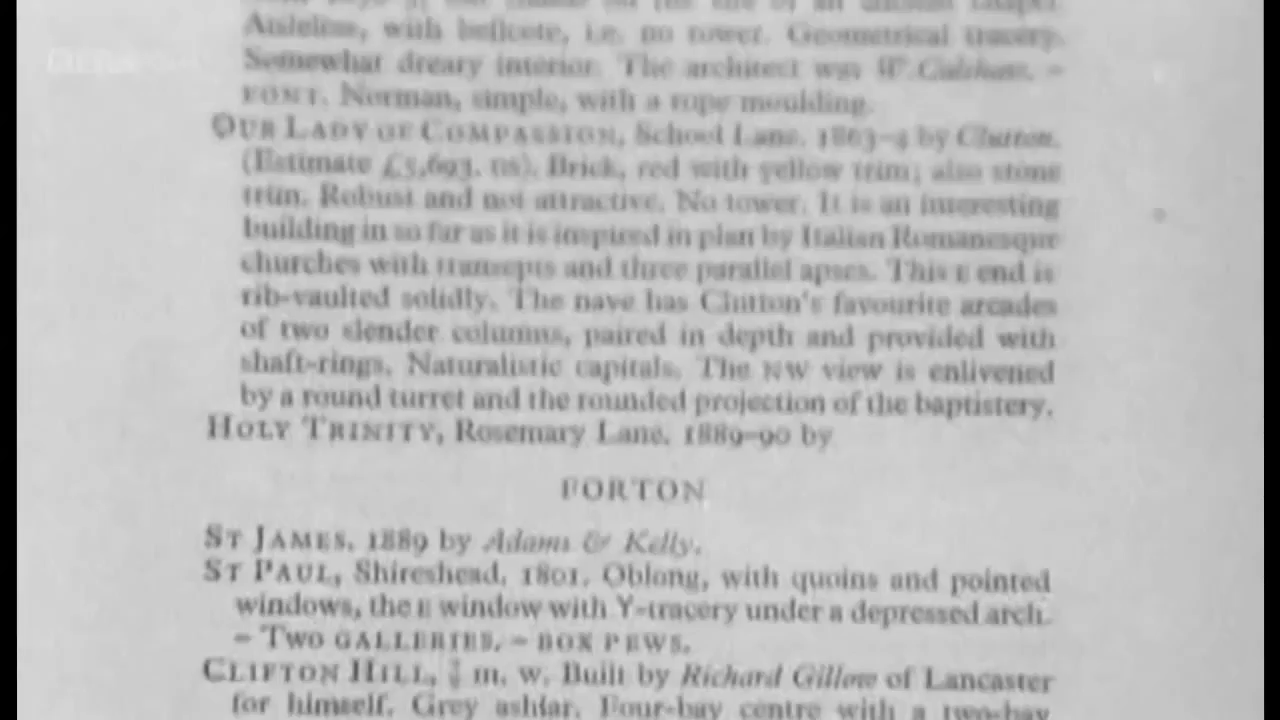 Aisleless, with bellcote, i.e. no tower. Geometrical tracery.
Somewhat dreary interior. The architect was W. –
FONT. Norman, simple, with a rope moulding.
OUR LADY OF COMPASSION, School Lane. 1863-4 by Clutton.
(Estimate £5,693. 0s). Brick, red with yellow trim; also stone
trim. Robust and not attractive. No tower. It is an interesting
building in so far as it is inspired in plan by Italian Romanesque
churches with transepts and three parallel apses. This E end is
rib-vaulted solidly. The nave has Clutton's favourite arcades
of two slender columns, paired in depth and provided with
shaft-rings. Naturalistic capitals. The NW view is enlivened
by a round turret and the rounded projection of the baptistery.
HOLY TRINITY, Rosemary Lane. 1889-90 by
FORTON
ST JAMES. 1889 by Adams & Kelly.
ST PAUL, Shireshead, 1801. Oblong, with quoins and pointed
windows, the E window with Y-tracery under a depressed arch.
– Two GALLERIES. – BOX PEWS.
CLIFTON HILL, m. w. Built by Richard Gillow of Lancaster
for himself. Grey ashlar. Four-bay centre with a two-bay